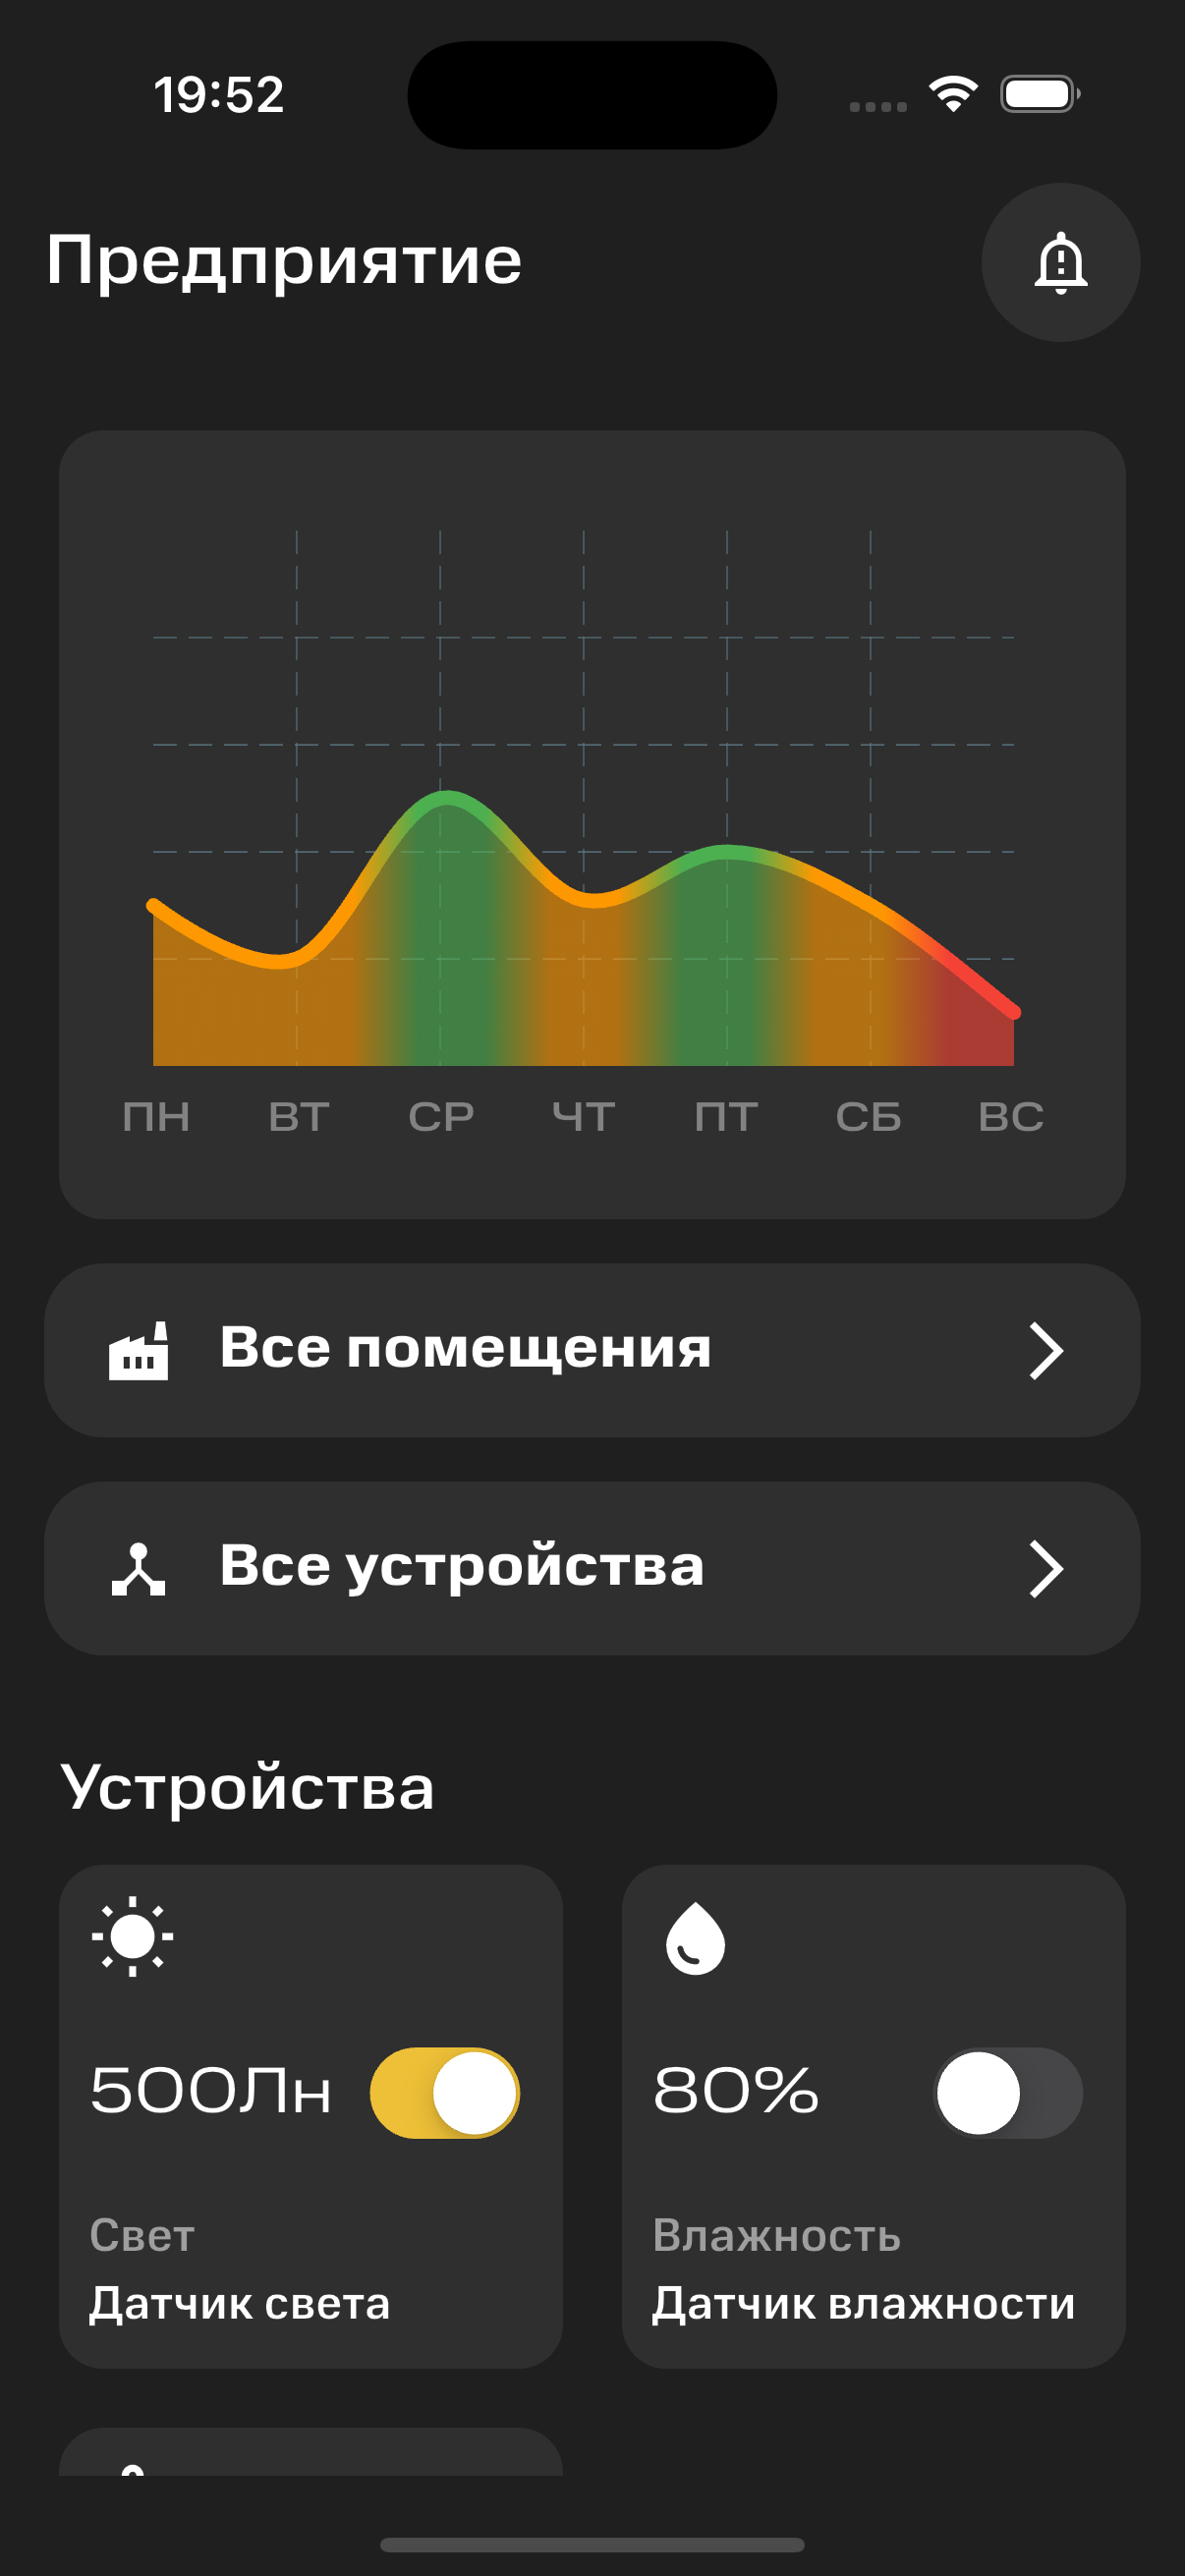 19:52
Предприятие
ПН ВТ СР ЧТ ПТ СБ ВС
Все помещения
Все устройства
Устройства
500Лн
Свет
Датчик света
80%
Влажность
Датчик влажности